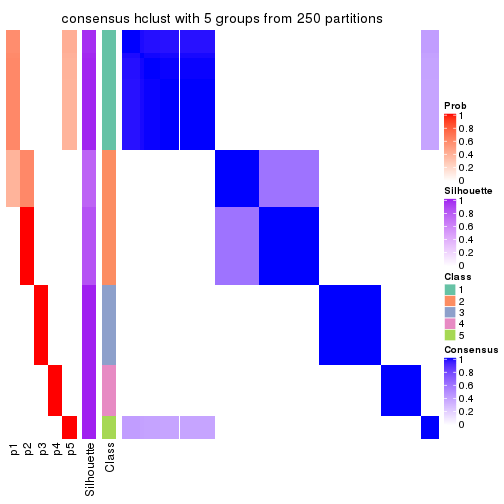 consensus hclust with 5 groups from 250 partitions
Prob
1
0.8
0.6
0.4
0.2
0
Silhouette
1
0.8
0.6
0.4
0.2
0
Class
1
2
3
4
5
Consensus
1
0.8
0.6
0.4
0.2
0
p1
p2
p3
p4
p5
Silhouette
Class